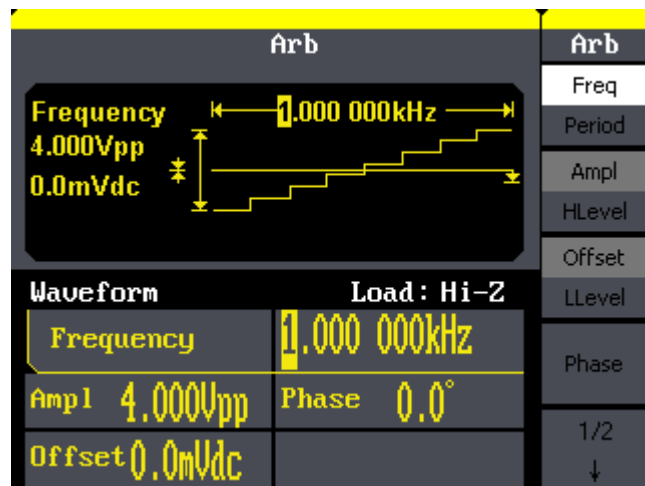 Arb
Arb
Frequency
1.000 000kHz
4.000Vpp
0.0mVdc
Waveform
Load: Hi-Z
Frequency
1.000 000kHz
Ampl 4.000Vpp
Phase 0.0°
Offset 0.0mVdc
Freq
Period
Ampl
HLevel
Offset
LLevel
Phase
1/2
↓